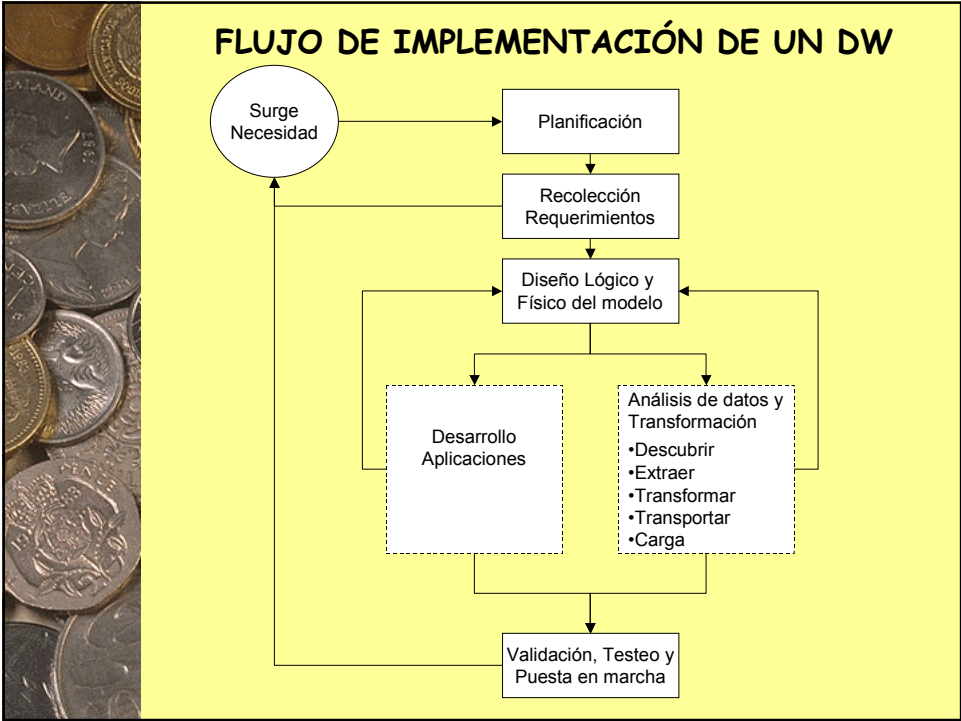 FLUJO DE IMPLEMENTACIÓN DE UN DW
Surge
Necesidad
Planificación
Recolección
Requerimientos
Diseño Lógico y
Físico del modelo
Desarrollo
Aplicaciones
Análisis de datos y
Transformación
•Descubrir
•Extraer
•Transformar
•Transportar
•Carga
Validación, Testeo y
Puesta en marcha